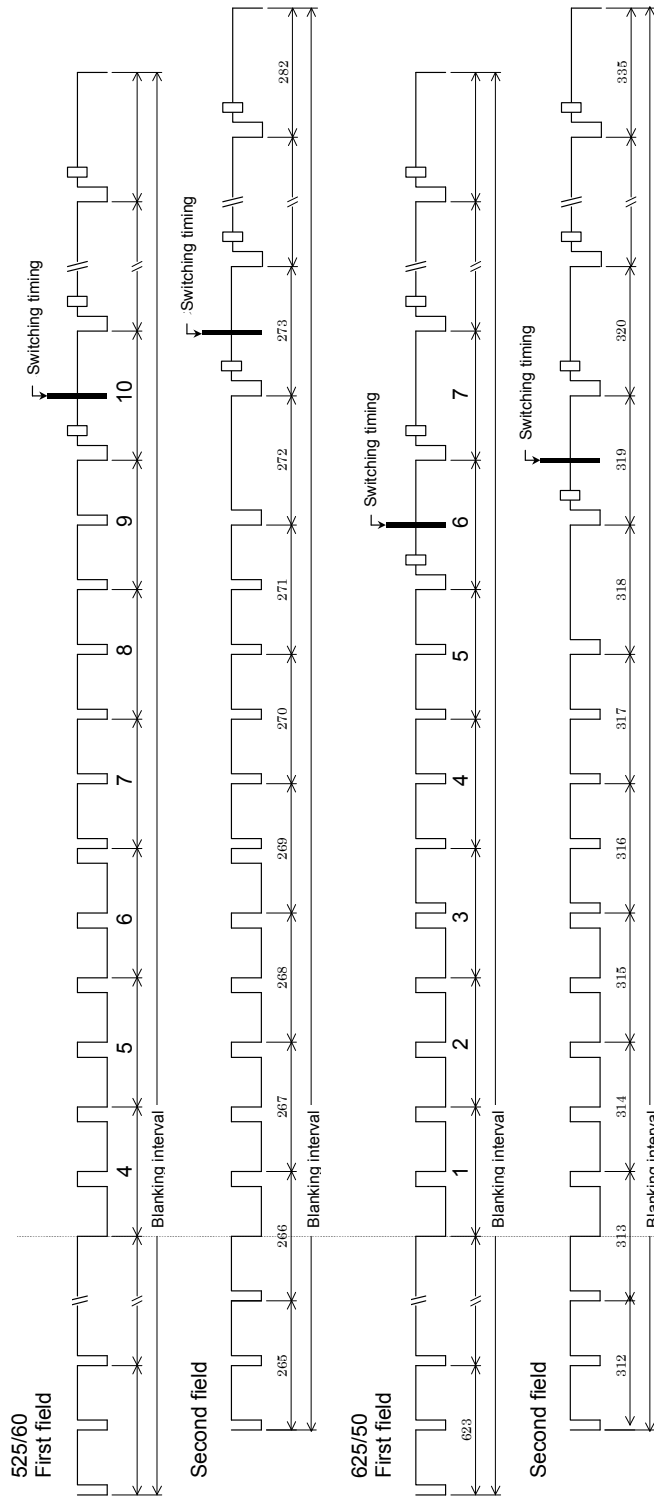 525/60
First field
Switching timing
4 5 6 7 8 9 10
Blanking interval
Second field
Switching timing
265 266 267 268 269 270 271 272 273 282
Blanking interval
625/50
First field
Switching timing
623 1 2 3 4 5 6 7
Blanking interval
Second field
Switching timing
312 313 314 315 316 317 318 319 320 335
Blanking interval